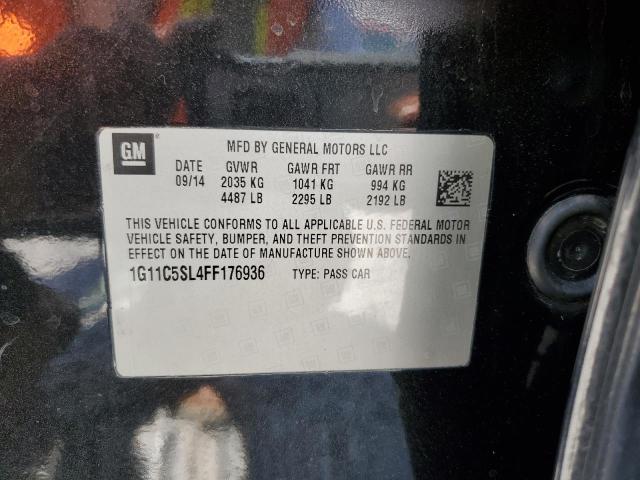 GM
MFD BY GENERAL MOTORS LLC
DATE GVWR GAWR FRT GAWR RR
09/14 2035 KG 1041 KG 994 KG
4487 LB 2295 LB 2192 LB
THIS VEHICLE CONFORMS TO ALL APPLICABLE U.S. FEDERAL MOTOR
VEHICLE SAFETY, BUMPER, AND THEFT PREVENTION STANDARDS IN
EFFECT ON THE DATE OF MANUFACTURE SHOWN ABOVE.
1G11C5SL4FF176936 TYPE: PASS CAR